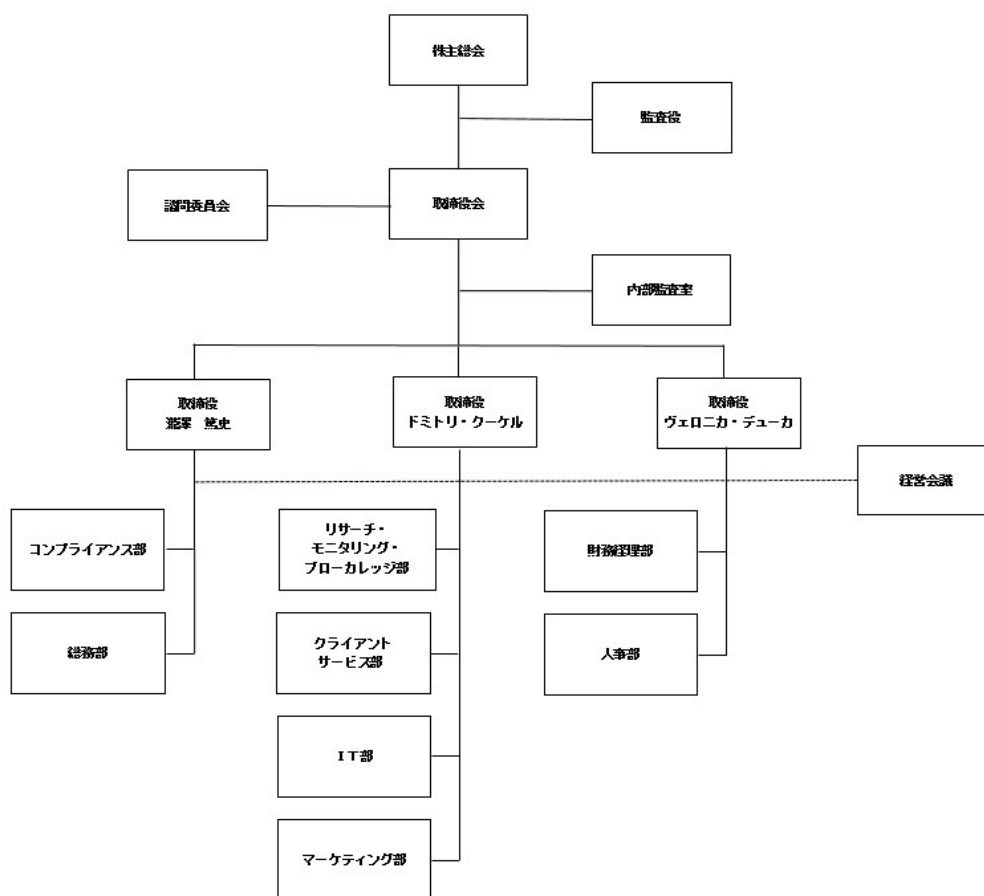 株主総会
監査役
諮問委員会
取締役会
内部監査室
取締役
瀧澤 篤史
取締役
ドミトリ・クーケル
取締役
ヴェロニカ・デューカ
経営会議
コンプライアンス部
リサーチ・
モニタリング・
ブローカレッジ部
財務経理部
総務部
クライアント
サービス部
人事部
IT部
マーケティング部